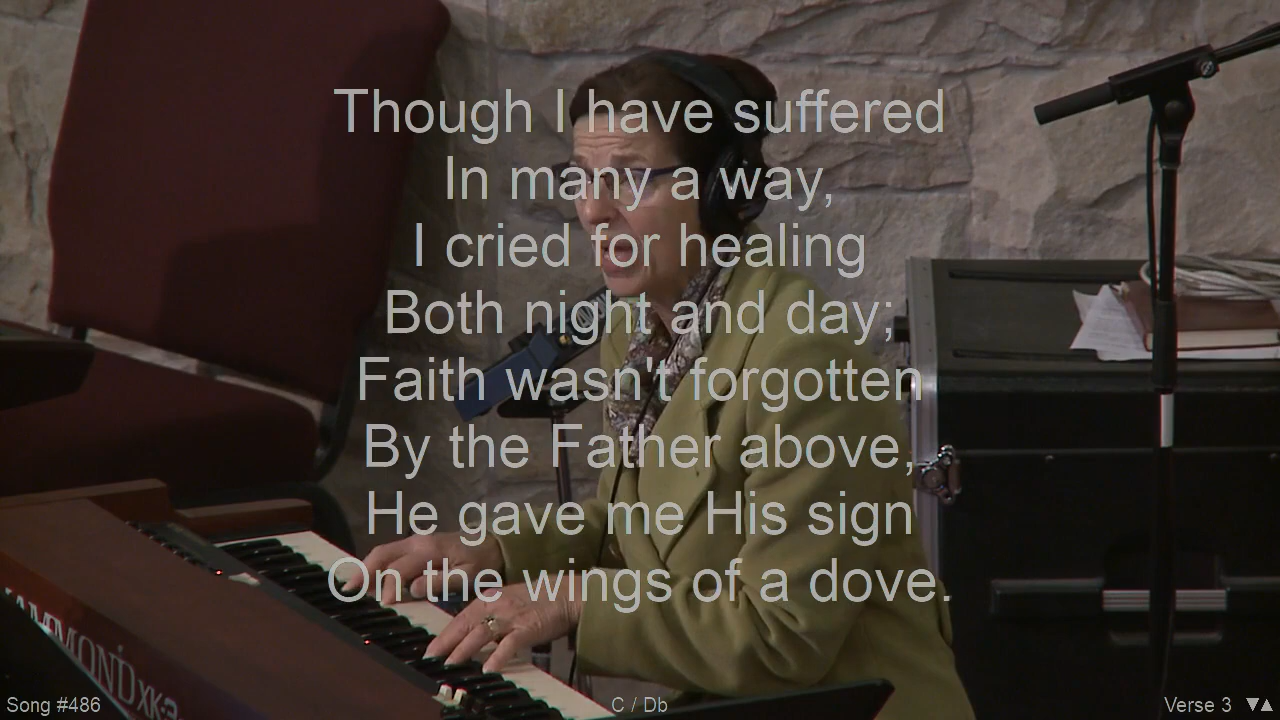 Though I have suffered
In many a way,
I cried for healing
Both night and day;
Faith wasn't forgotten
By the Father above,
He gave me His sign
On the wings of a dove.
HAMMOND XK-3
Song #486
C / Db
Verse 3 ▼▲